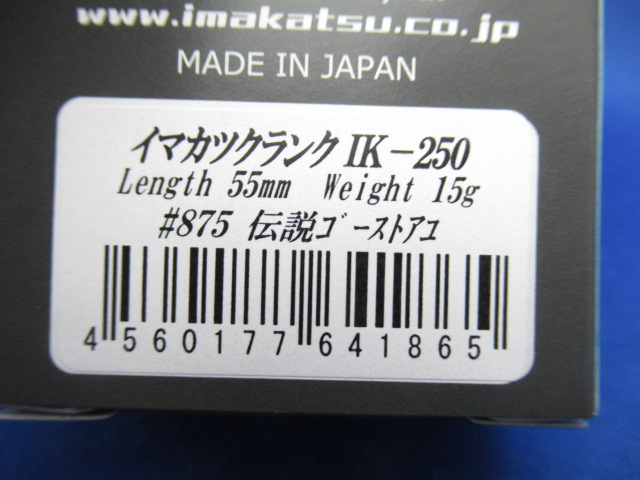 www.imakatsu.co.jp
MADE IN JAPAN
イマカツクランク IK-250
Length 55mm Weight 15g
#875 伝説ゴーストアユ
4 560177 641865